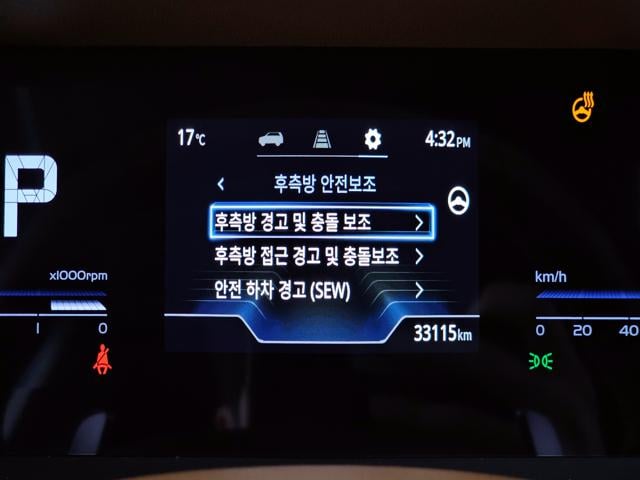 17℃
4:32PM
P
후측방 안전보조
후측방 경고 및 충돌 보조
후측방 접근 경고 및 충돌보조
안전 하차 경고 (SEW)
x1000rpm
1 0
km/h
0 20 40
33115km